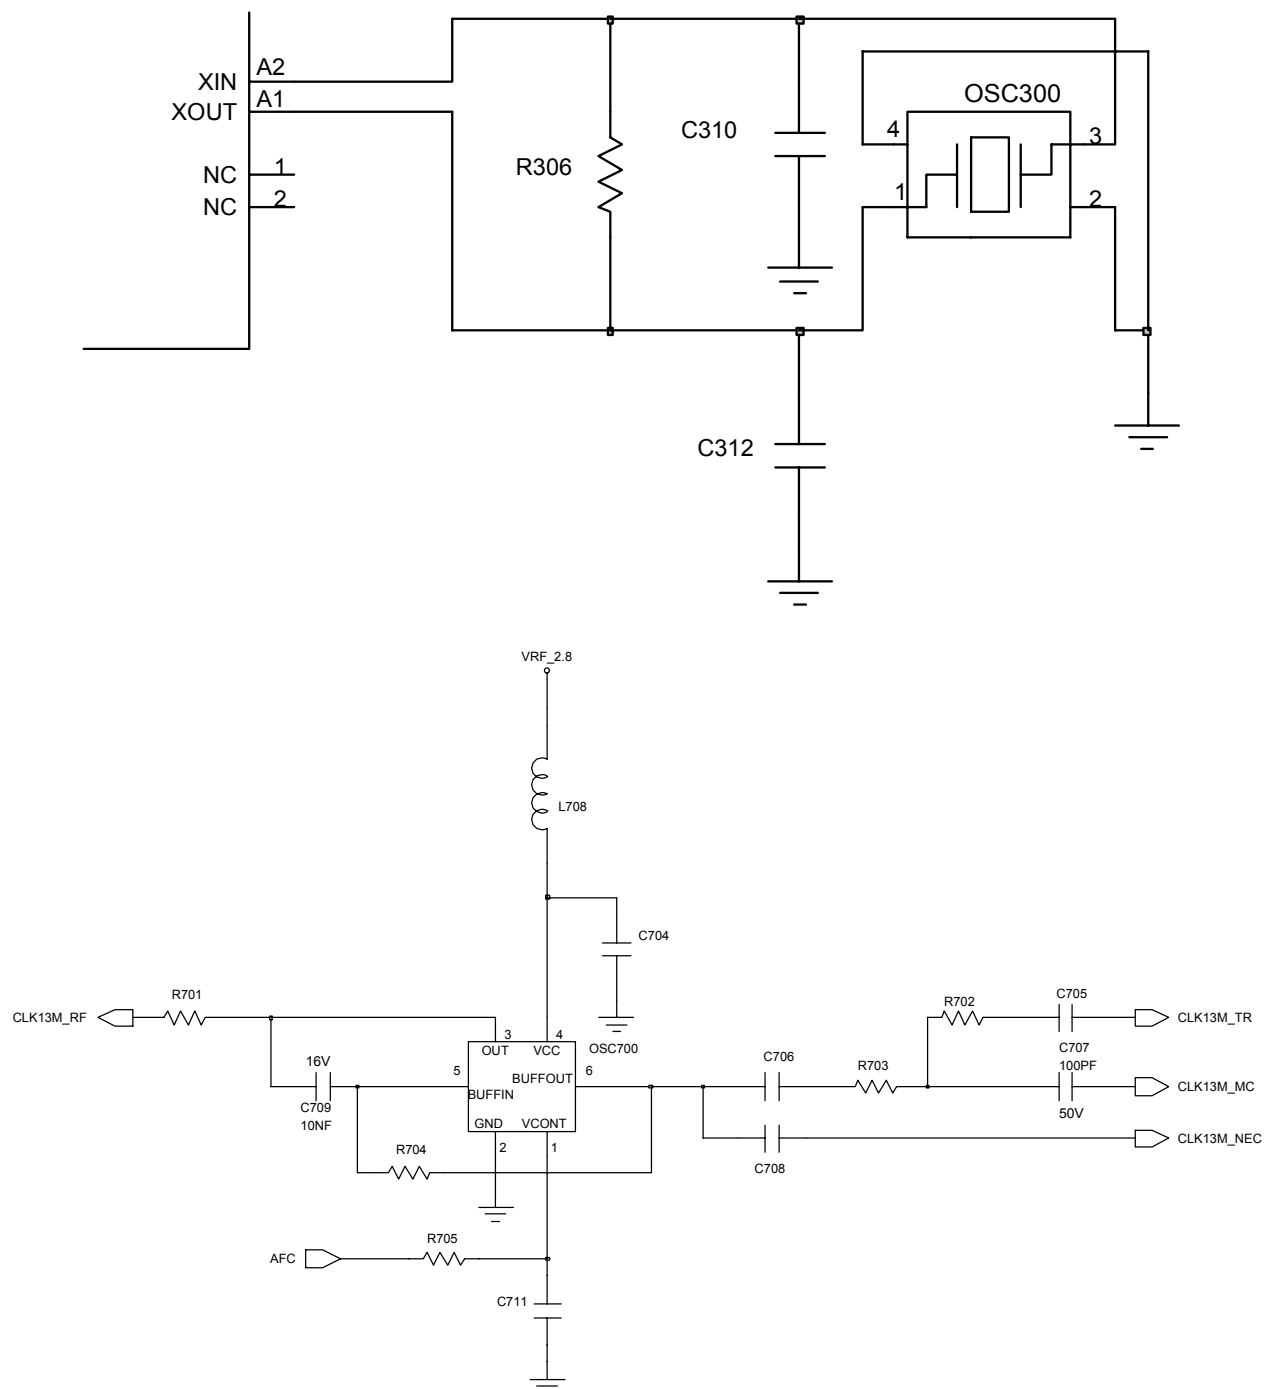 XIN A2
XOUT A1
NC 1
NC 2
R306
C310
OSC300
4
3
1
2
C312
VRF_2.8
L708
C704
OSC700
CLK13M_RF
R701
3
4
OUT
VCC
16V
5
BUFFOUT
6
BUFFIN
C709
10NF
GND
VCONT
2
1
R704
C706
R703
R702
C705
CLK13M_TR
C707
100PF
CLK13M_MC
50V
C708
CLK13M_NEC
AFC
R705
C711